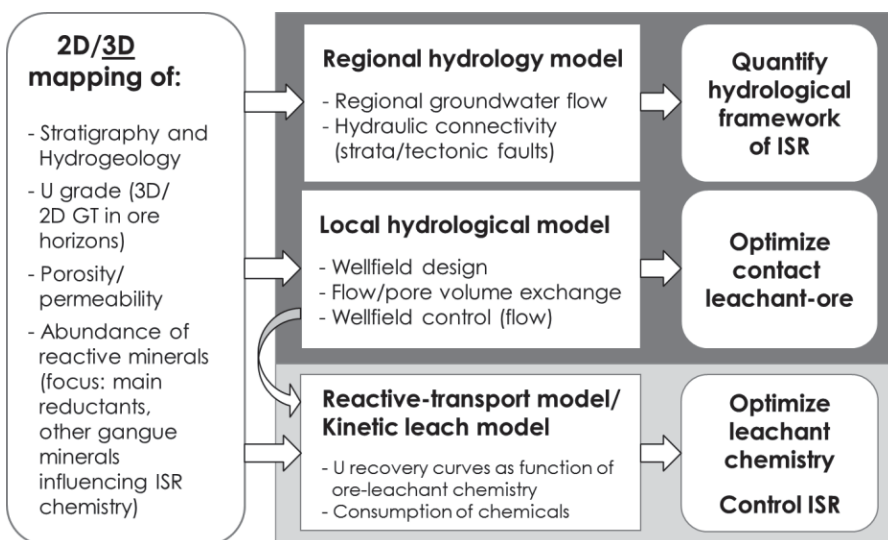 2D/3D
mapping of:
- Stratigraphy and
Hydrogeology
- U grade (3D/
2D GT in ore
horizons)
- Porosity/
permeability
- Abundance of
reactive minerals
(focus: main
reductants,
other gangue
minerals
influencing ISR
chemistry)
Regional hydrology model
- Regional groundwater flow
- Hydraulic connectivity
(strata/tectonic faults)
Quantify
hydrological
framework
of ISR
Local hydrological model
- Wellfield design
- Flow/pore volume exchange
- Wellfield control (flow)
Optimize
contact
leachant-ore
Reactive-transport model/
Kinetic leach model
- U recovery curves as function of
ore-leachant chemistry
- Consumption of chemicals
Optimize
leachant
chemistry
Control ISR